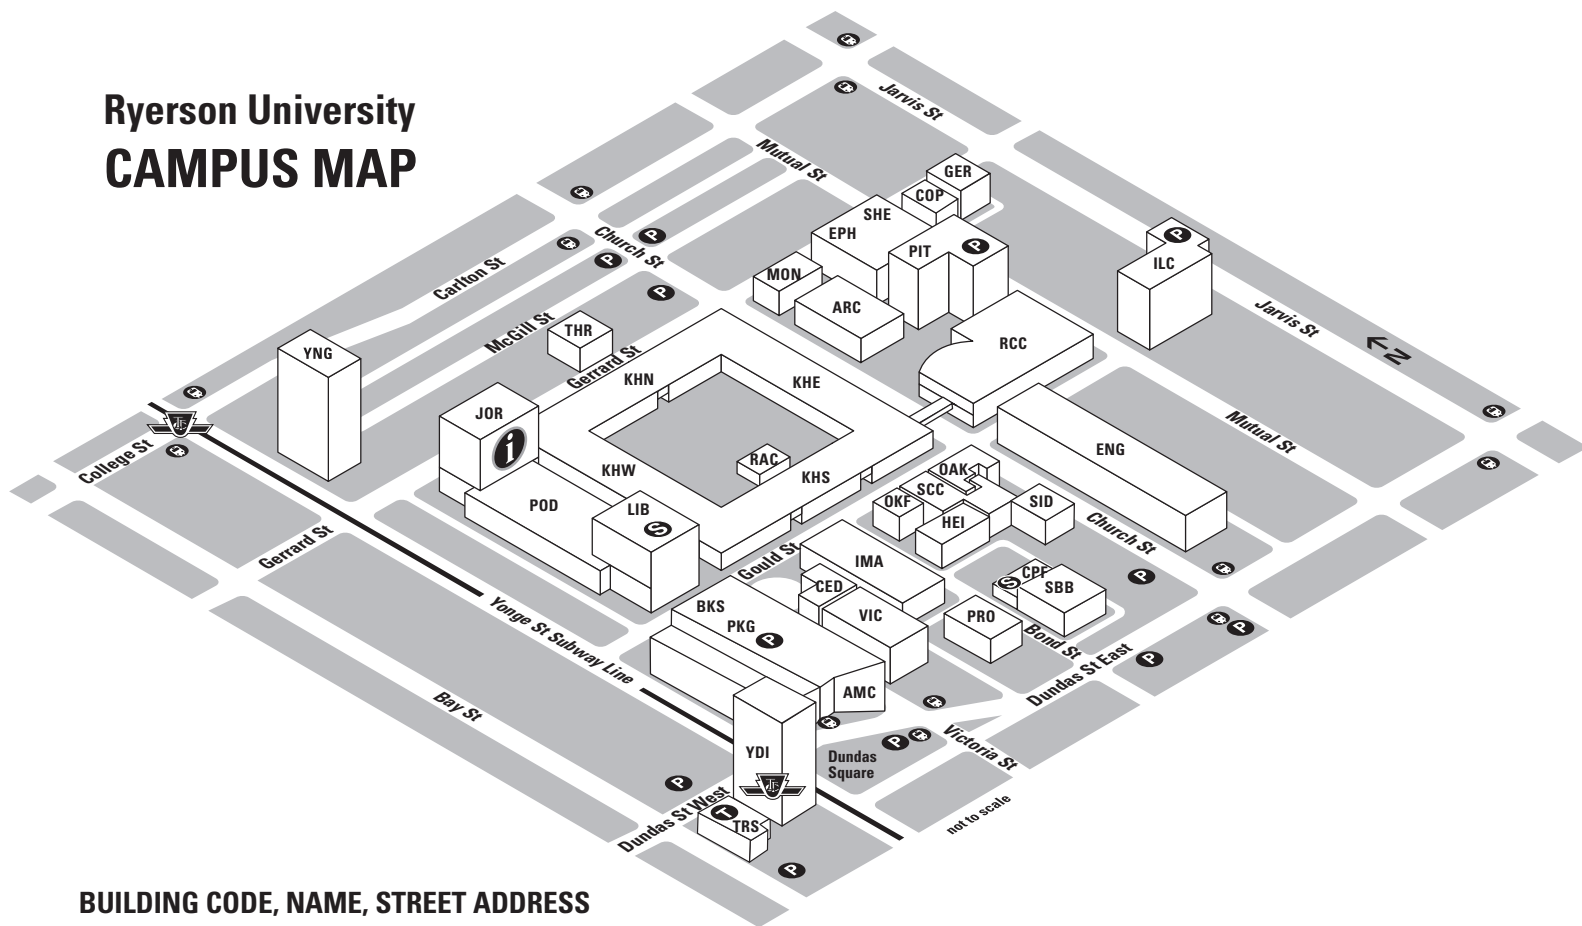 Ryerson University
CAMPUS MAP
Jarvis St
Mutual St
GER
COP
SHE
EPH
PIT
P
P
ILC
Church St
P
P
Carlton St
MON
ARC
P
Jarvis St
N
McGill St
THR
RCC
YNG
Gerrard St
KHN
KHE
JOR
i
College St
Mutual St
ENG
RAC
OAK
KHW
KHS
SCC
POD
LIB
S
OKF
SID
HEI
Church St
Gerrard St
Gould St
IMA
CPF
S
P
CED
SBB
BKS
Yonge St Subway Line
PKG
P
VIC
PRO
P
Bond St
Dundas St East
P
Bay St
AMC
YDI
P
Victoria St
Dundas
Square
P
Dundas St West
T
TRS
not to scale
P
BUILDING CODE, NAME, STREET ADDRESS